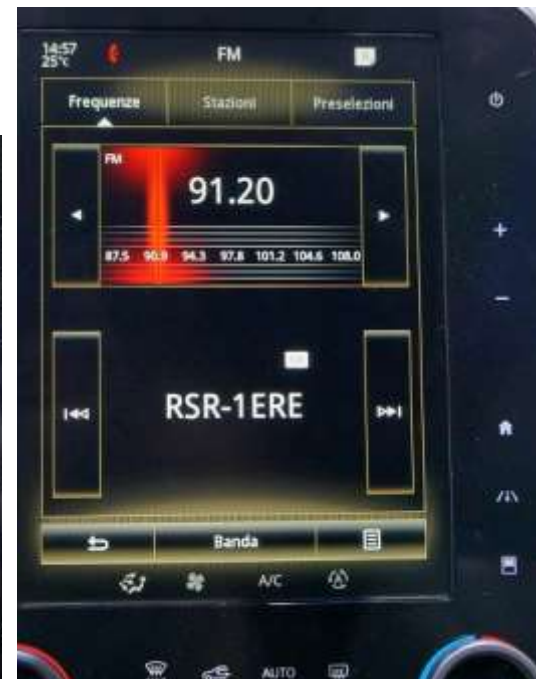 14:57
25°C
FM
Frequenze Stazioni Preselezioni
FM
91.20
87.5 90.9 94.3 97.8 101.2 104.6 108.0
RSR-1ERE
Banda
A/C
AUTO